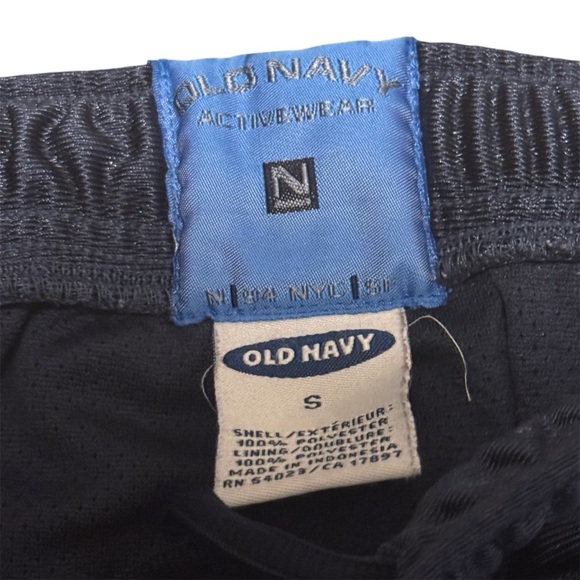 OLD NAVY
ACTIVEWEAR
N
N|94 NYC|SF
OLD NAVY
S
SHELL/EXTÉRIEUR:
100% POLYESTER
LINING/DOUBLURE:
100% POLYESTER
MADE IN INDONESIA
RN 54023/CA 17897